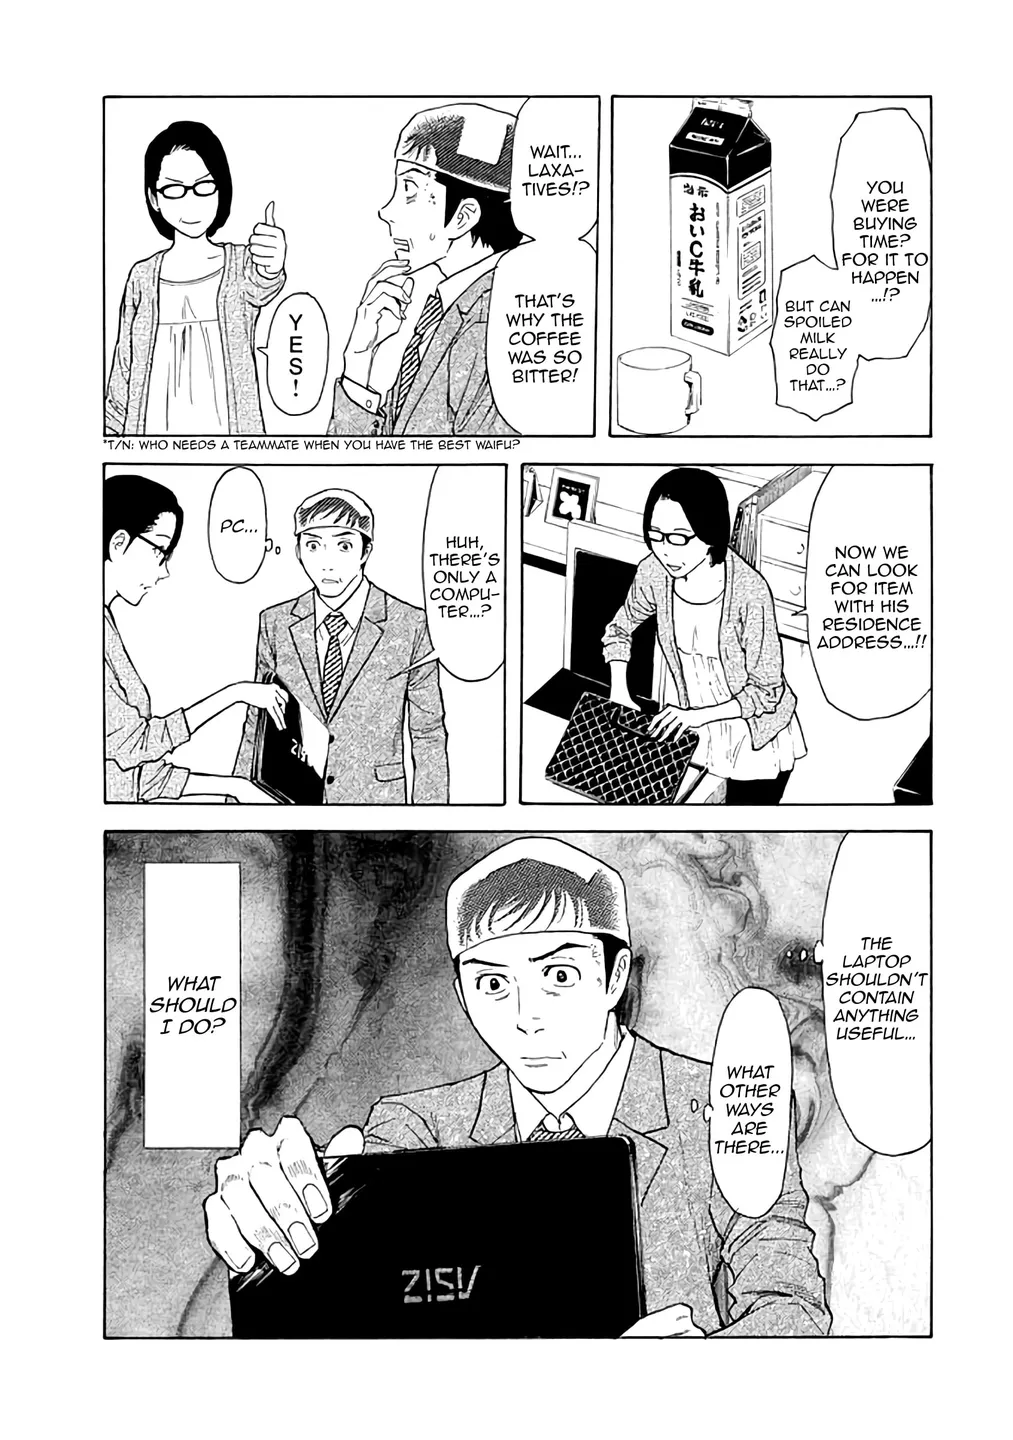 YOU
WERE
BUYING
TIME?
FOR IT TO
HAPPEN
...!?
BUT CAN
SPOILED
MILK
REALLY
DO
THAT...?
おいC牛乳
WAIT...
LAXA-
TIVES!?
THAT'S
WHY THE
COFFEE
WAS SO
BITTER!
YES!
*T/N: WHO NEEDS A TEAMMATE WHEN YOU HAVE THE BEST WAIFU?
NOW WE
CAN LOOK
FOR ITEM
WITH HIS
RESIDENCE
ADDRESS...!!
HUH,
THERE'S
ONLY A
COMPU-
TER...?
PC...
THE
LAPTOP
SHOULDN'T
CONTAIN
ANYTHING
USEFUL...
WHAT
OTHER
WAYS
ARE
THERE...
WHAT
SHOULD
I DO?